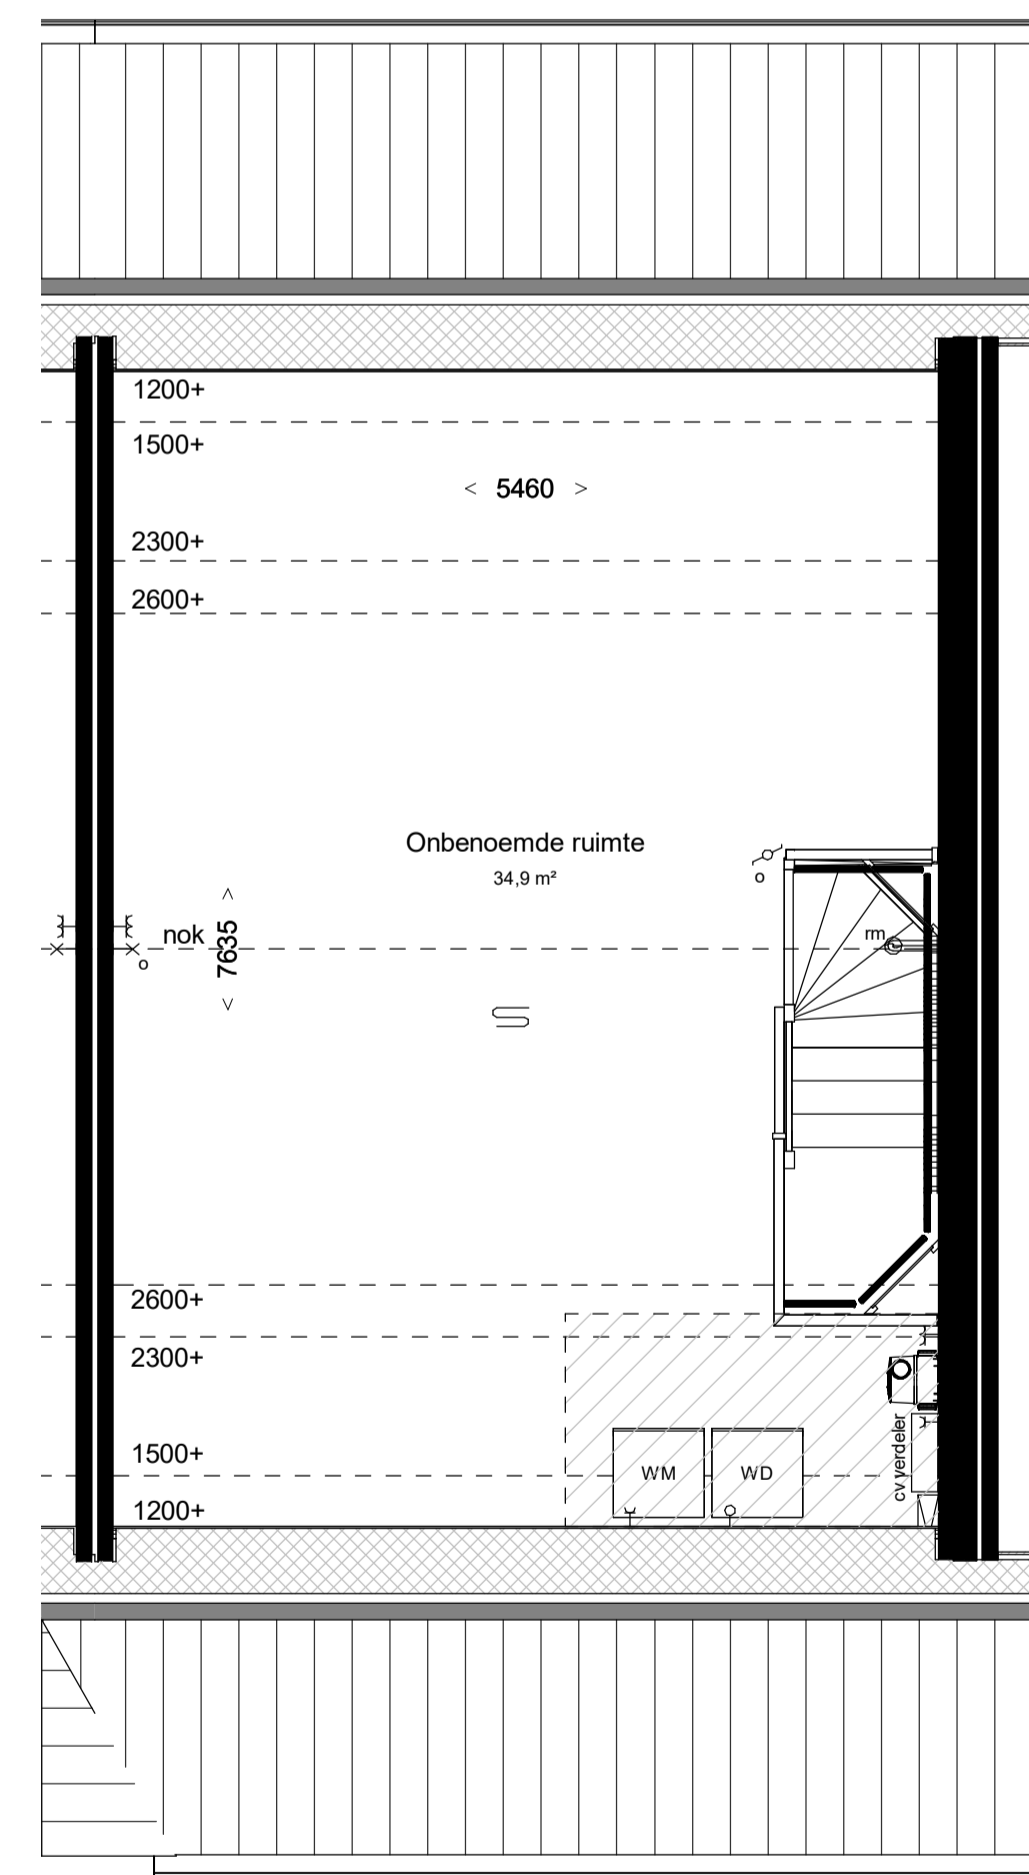 1200+
1500+
< 5460 >
2300+
2600+
Onbenoemde ruimte
34,9 m²
nok
< 7635 >
rm
2600+
2300+
1500+
1200+
WM
WD
cv verdeler